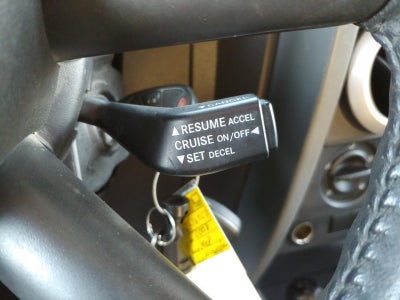 ▲RESUME ACCEL
CRUISE ON/OFF◄
▼SET DECEL